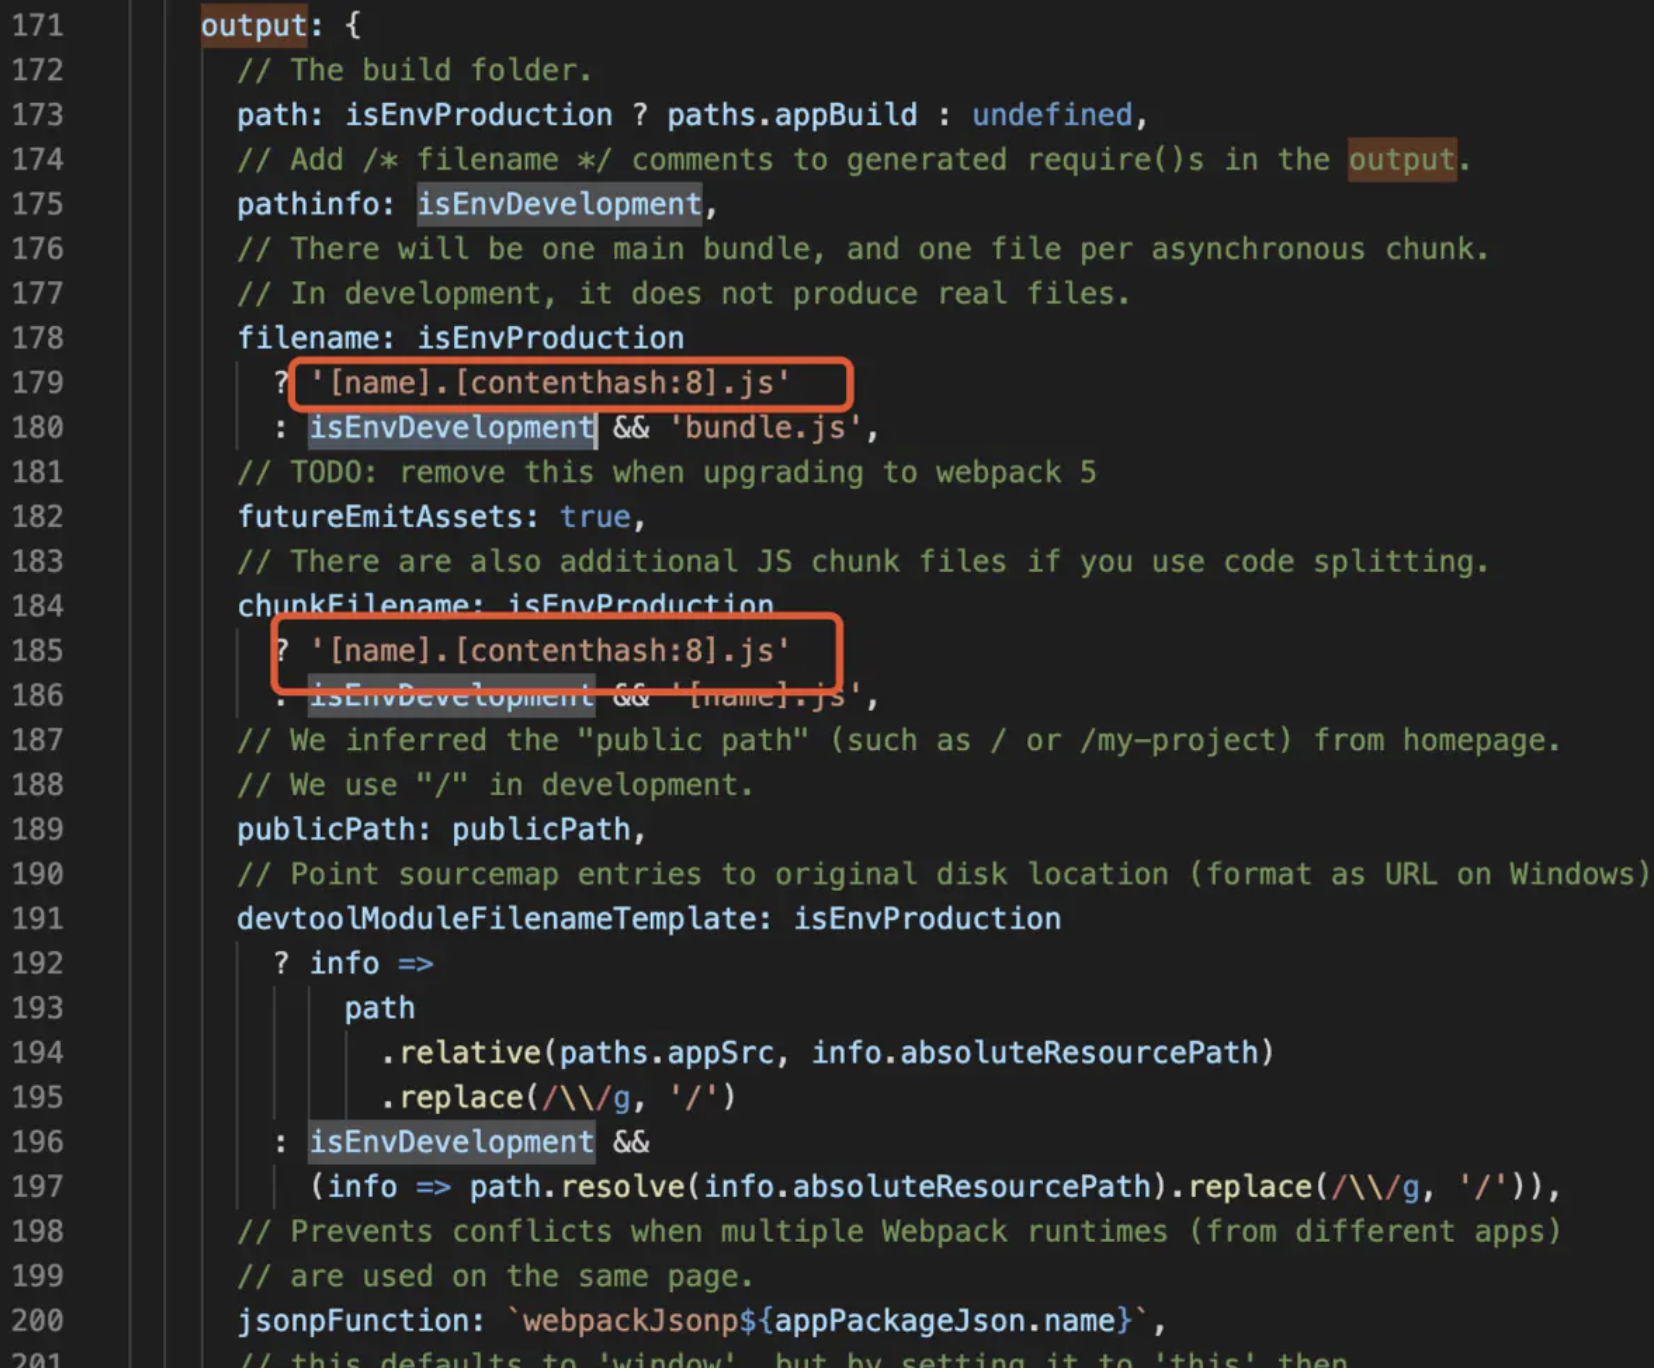 171 output: {
172 // The build folder.
173 path: isEnvProduction ? paths.appBuild : undefined,
174 // Add /* filename */ comments to generated require()s in the output.
175 pathinfo: isEnvDevelopment,
176 // There will be one main bundle, and one file per asynchronous chunk.
177 // In development, it does not produce real files.
178 filename: isEnvProduction
179 ? '[name].[contenthash:8].js'
180 : isEnvDevelopment && 'bundle.js',
181 // TODO: remove this when upgrading to webpack 5
182 futureEmitAssets: true,
183 // There are also additional JS chunk files if you use code splitting.
184 chunkFilename: isEnvProduction
185 ? '[name].[contenthash:8].js'
186 : isEnvDevelopment && '[name].js',
187 // We inferred the "public path" (such as / or /my-project) from homepage.
188 // We use "/" in development.
189 publicPath: publicPath,
190 // Point sourcemap entries to original disk location (format as URL on Windows)
191 devtoolModuleFilenameTemplate: isEnvProduction
192 ? info =>
193 path
194 .relative(paths.appSrc, info.absoluteResourcePath)
195 .replace(/\\/g, '/')
196 : isEnvDevelopment &&
197 (info => path.resolve(info.absoluteResourcePath).replace(/\\/g, '/')),
198 // Prevents conflicts when multiple Webpack runtimes (from different apps)
199 // are used on the same page.
200 jsonpFunction: `webpackJsonp${appPackageJson.name}`,
201 // this defaults to 'window', but by setting it to 'this' then